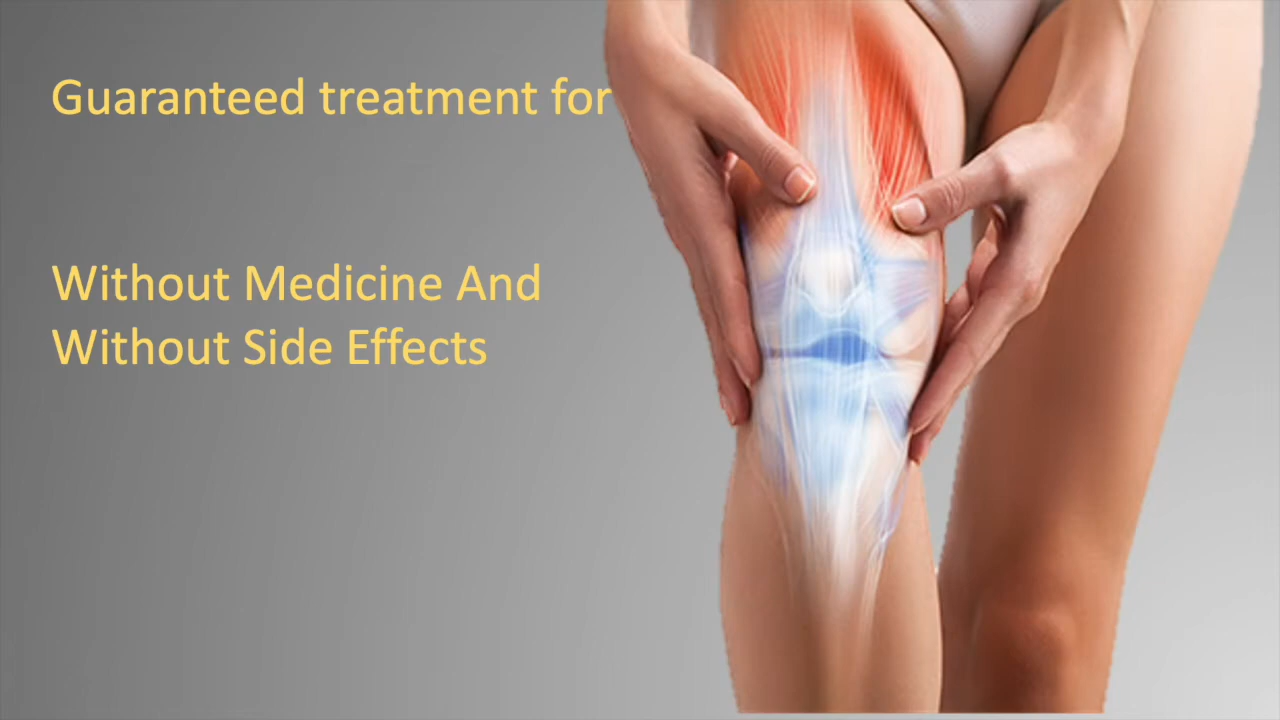 Guaranteed treatment for
Without Medicine And
Without Side Effects